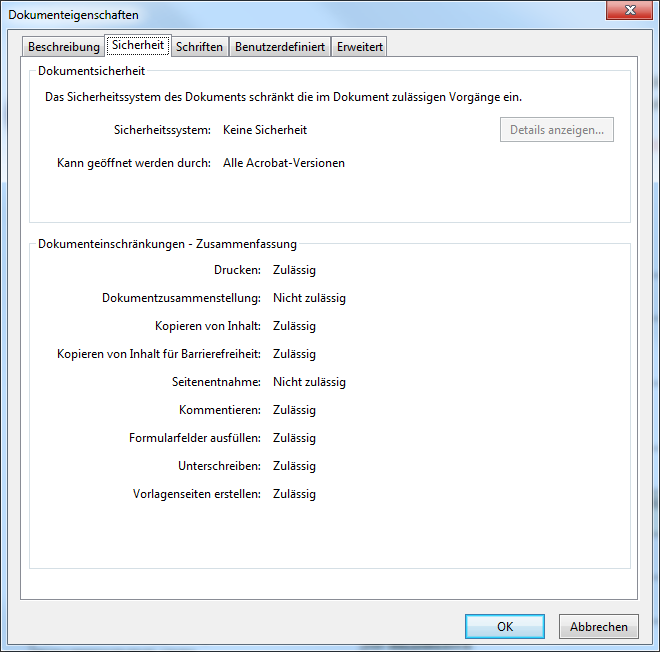 Dokumenteigenschaften
Beschreibung Sicherheit Schriften Benutzerdefiniert Erweitert
Dokumentsicherheit
Das Sicherheitssystem des Dokuments schränkt die im Dokument zulässigen Vorgänge ein.
Sicherheitssystem: Keine Sicherheit Details anzeigen...
Kann geöffnet werden durch: Alle Acrobat-Versionen
Dokumenteinschränkungen - Zusammenfassung
Drucken: Zulässig
Dokumentzusammenstellung: Nicht zulässig
Kopieren von Inhalt: Zulässig
Kopieren von Inhalt für Barrierefreiheit: Zulässig
Seitenentnahme: Nicht zulässig
Kommentieren: Zulässig
Formularfelder ausfüllen: Zulässig
Unterschreiben: Zulässig
Vorlagenseiten erstellen: Zulässig
OK Abbrechen